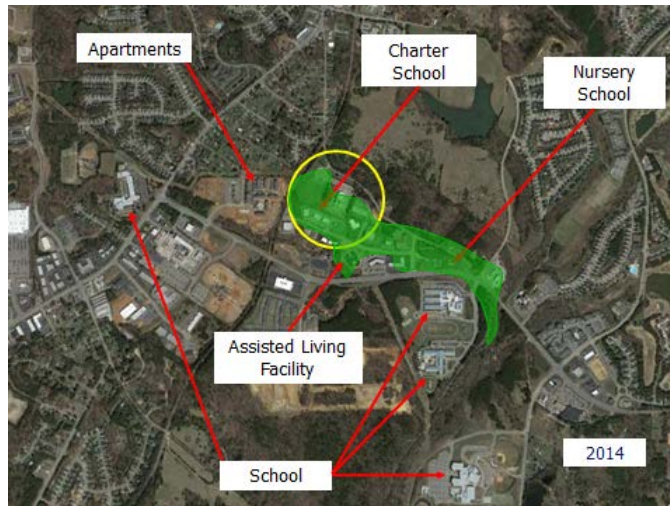 Apartments
Charter
School
Nursery
School
Assisted Living
Facility
School
2014